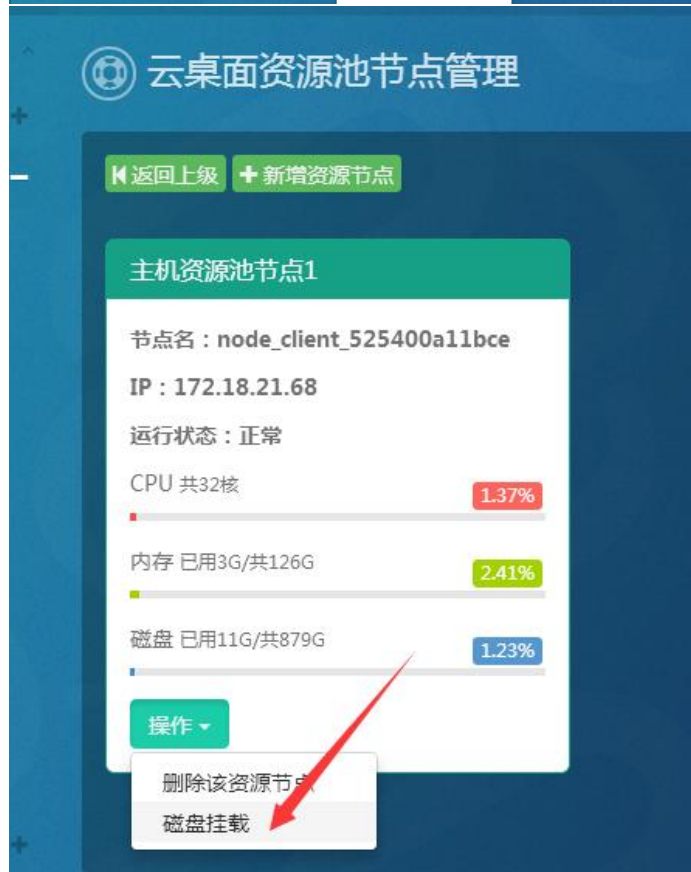 云桌面资源池节点管理
返回上级 新增资源节点
主机资源池节点1
节点名：node_client_525400a11bce
IP：172.18.21.68
运行状态：正常
CPU 共32核 1.37%
内存 已用3G/共126G 2.41%
磁盘 已用11G/共879G 1.23%
操作
删除该资源节点
磁盘挂载